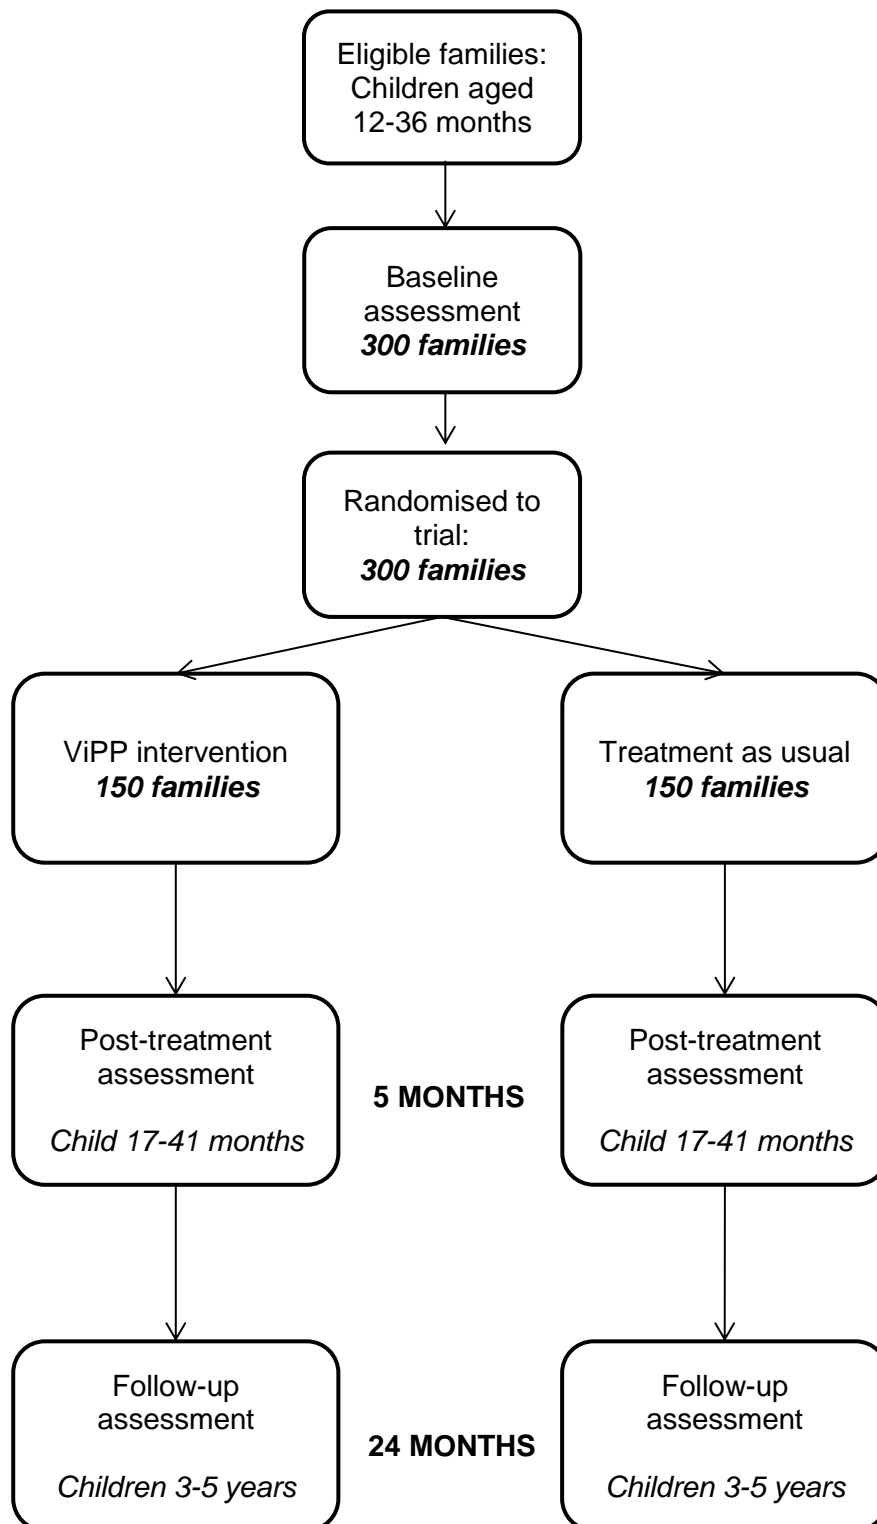 Eligible families:
Children aged
12-36 months
Baseline
assessment
300 families
Randomised to
trial:
300 families
ViPP intervention
150 families
Treatment as usual
150 families
Post-treatment
assessment
Child 17-41 months
5 MONTHS
Post-treatment
assessment
Child 17-41 months
Follow-up
assessment
Children 3-5 years
24 MONTHS
Follow-up
assessment
Children 3-5 years